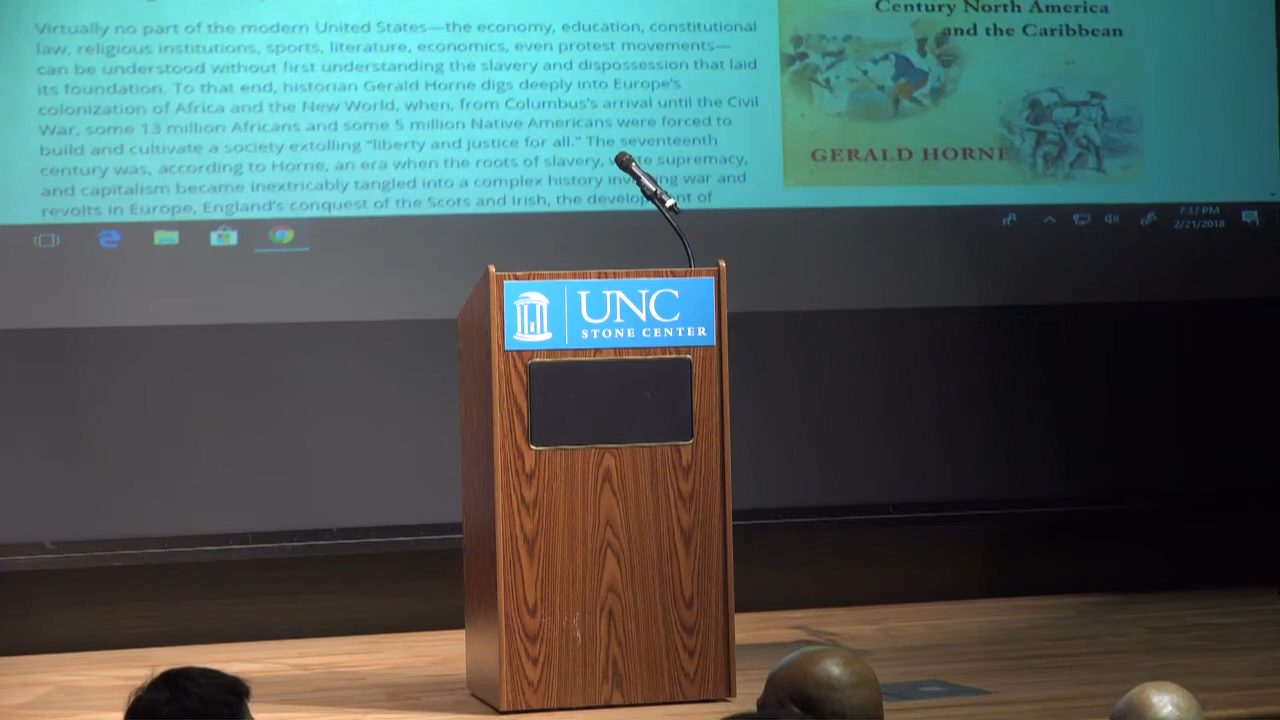 Virtually no part of the modern United States—the economy, education, constitutional
law, religious institutions, sports, literature, economics, even protest movements—
can be understood without first understanding the slavery and dispossession that laid
its foundation. To that end, historian Gerald Horne digs deeply into Europe's
colonization of Africa and the New World, when, from Columbus's arrival until the Civil
War, some 13 million Africans and some 5 million Native Americans were forced to
build and cultivate a society extolling "liberty and justice for all." The seventeenth
century was, according to Horne, an era when the roots of slavery, supremacy,
and capitalism became inextricably tangled into a complex history war and
revolts in Europe, England's conquest of the Scots and Irish, the of
Century North America
and the Caribbean
GERALD HORNE
7:37 PM
2/21/2018
UNC
STONE CENTER